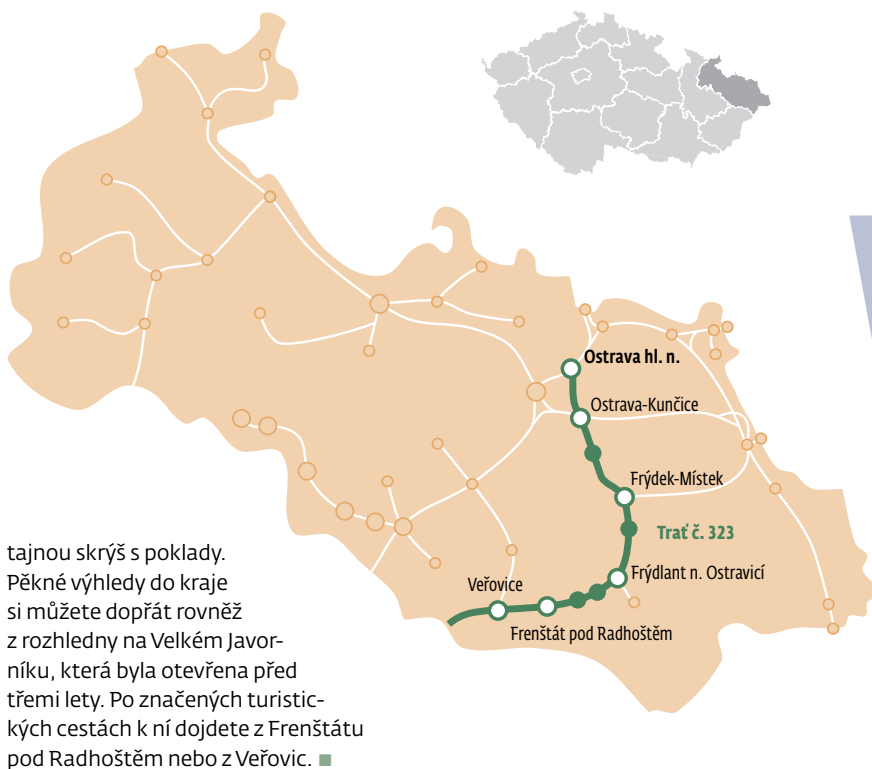 Ostrava hl. n.
Ostrava-Kunčice
Frýdek-Místek
Trať č. 323
Frýdlant n. Ostravicí
Veřovice
Frenštát pod Radhoštěm
tajnou skrýš s poklady.
Pěkné výhledy do kraje
si můžete dopřát rovněž
z rozhledny na Velkém Javor-
níku, která byla otevřena před
třemi lety. Po značených turistic-
kých cestách k ní dojdete z Frenštátu
pod Radhoštěm nebo z Veřovic. ■